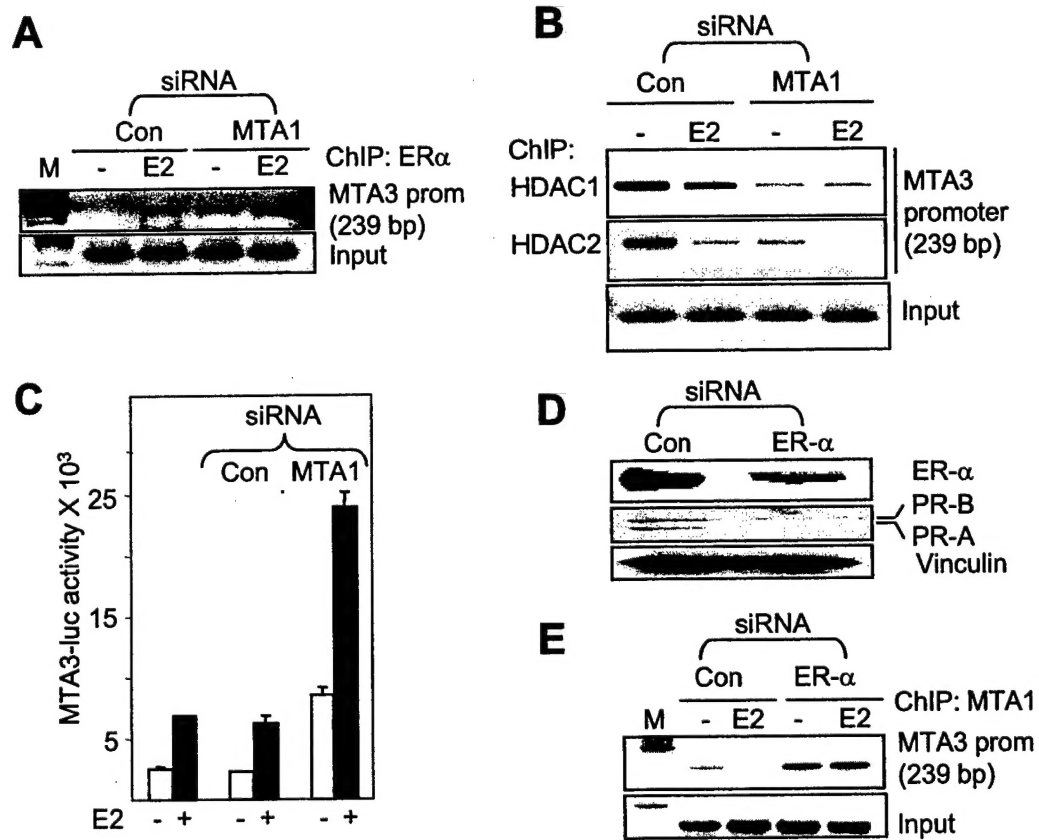 A
siRNA
Con MTA1
M - E2 - E2 ChIP: ERα
MTA3 prom
(239 bp)
Input
B
siRNA
Con MTA1
- E2 - E2
ChIP:
HDAC1
HDAC2
MTA3
promoter
(239 bp)
Input
C
MTA3-luc activity X 10³
25
15
5
siRNA
Con MTA1
E2 - + - + - +
D
siRNA
Con ER-α
ER-α
PR-B
PR-A
Vinculin
E
siRNA
Con ER-α
M - E2 - E2 ChIP: MTA1
MTA3 prom
(239 bp)
Input